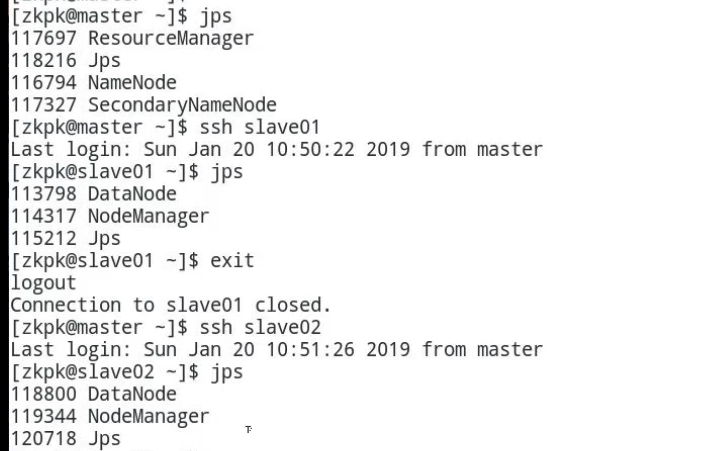 [zkpk@master ~]$ jps
117697 ResourceManager
118216 Jps
116794 NameNode
117327 SecondaryNameNode
[zkpk@master ~]$ ssh slave01
Last login: Sun Jan 20 10:50:22 2019 from master
[zkpk@slave01 ~]$ jps
113798 DataNode
114317 NodeManager
115212 Jps
[zkpk@slave01 ~]$ exit
logout
Connection to slave01 closed.
[zkpk@master ~]$ ssh slave02
Last login: Sun Jan 20 10:51:26 2019 from master
[zkpk@slave02 ~]$ jps
118800 DataNode
119344 NodeManager
120718 Jps